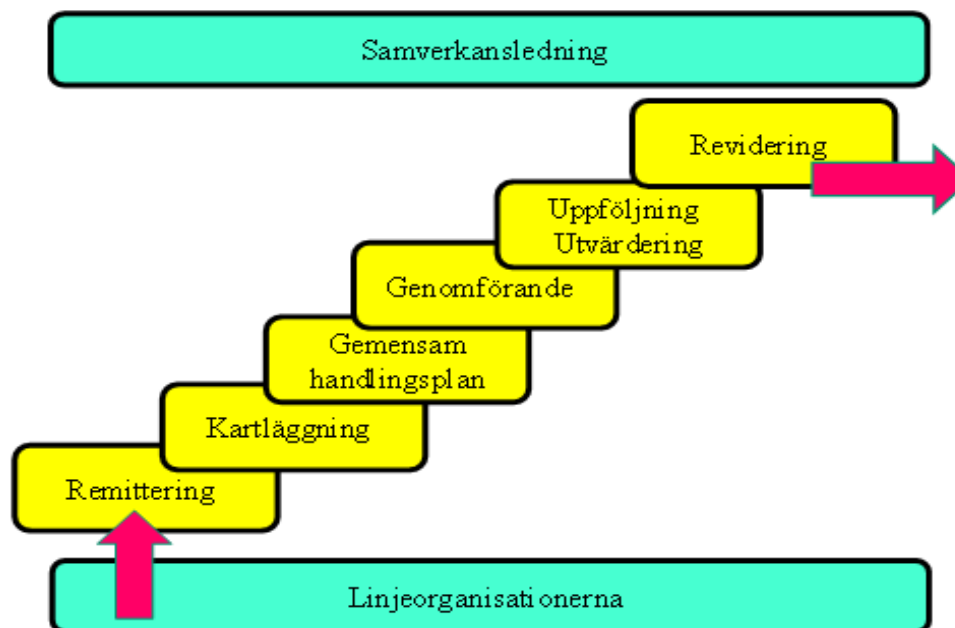 Samverkansledning
Revidering
Uppföljning
Utvärdering
Genomförande
Gemensam
handlingsplan
Kartläggning
Remittering
Linjeorganisationerna